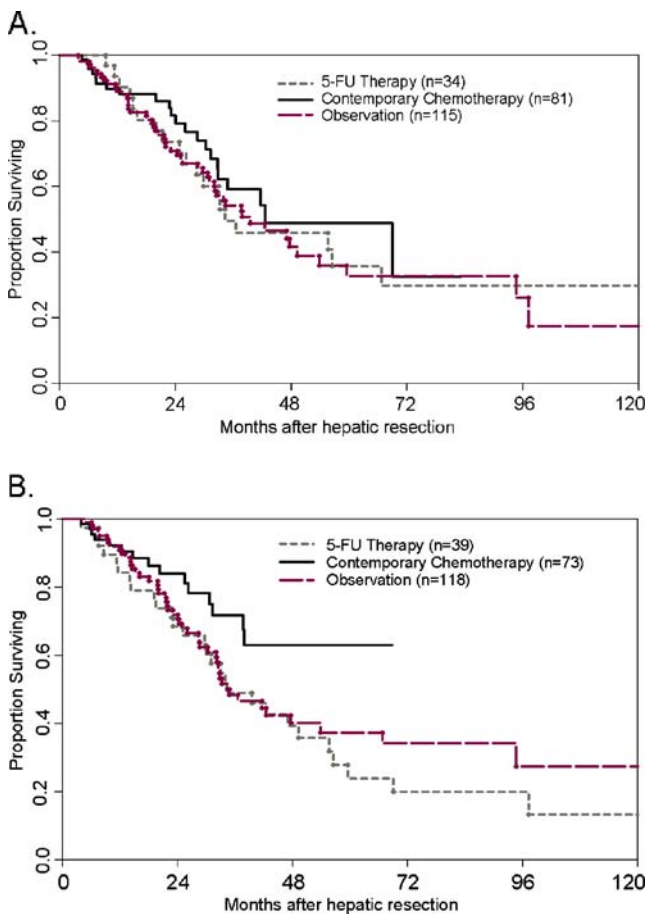 A.
Proportion Surviving
0.0 0.2 0.4 0.6 0.8 1.0
5-FU Therapy (n=34)
Contemporary Chemotherapy (n=81)
Observation (n=115)
0 24 48 72 96 120
Months after hepatic resection
B.
Proportion Surviving
0.0 0.2 0.4 0.6 0.8 1.0
5-FU Therapy (n=39)
Contemporary Chemotherapy (n=73)
Observation (n=118)
0 24 48 72 96 120
Months after hepatic resection